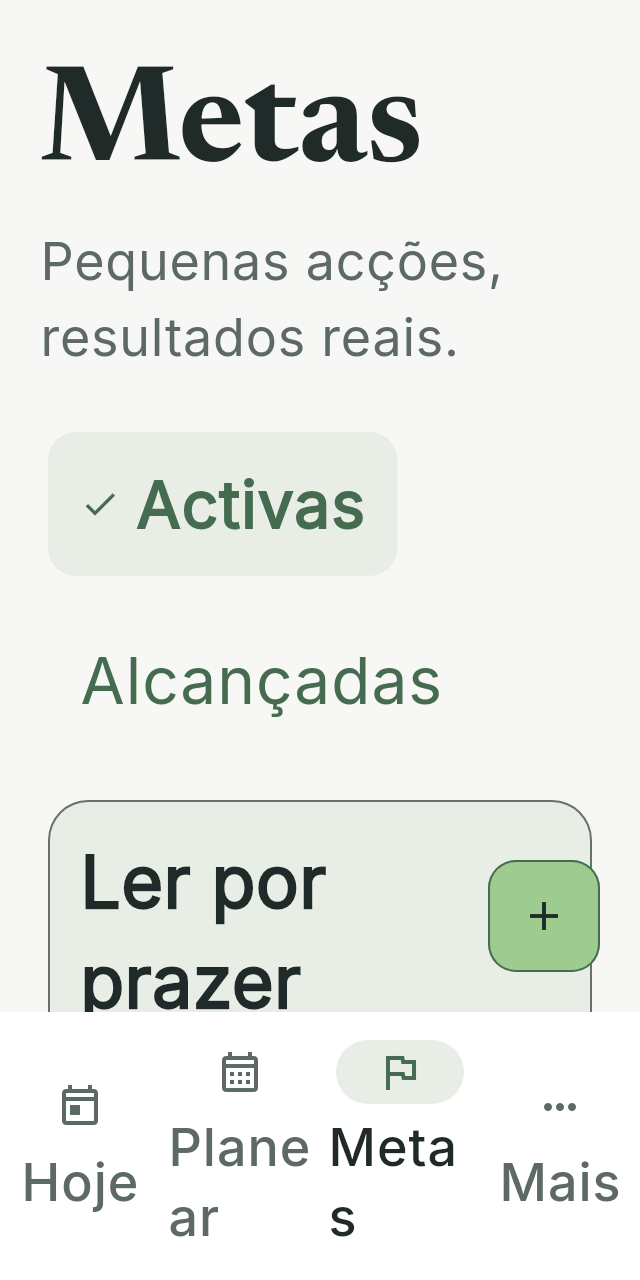 Metas
Pequenas acções,
resultados reais.
Activas
Alcançadas
Ler por
prazer
Hoje
Plane
ar
Meta
s
Mais